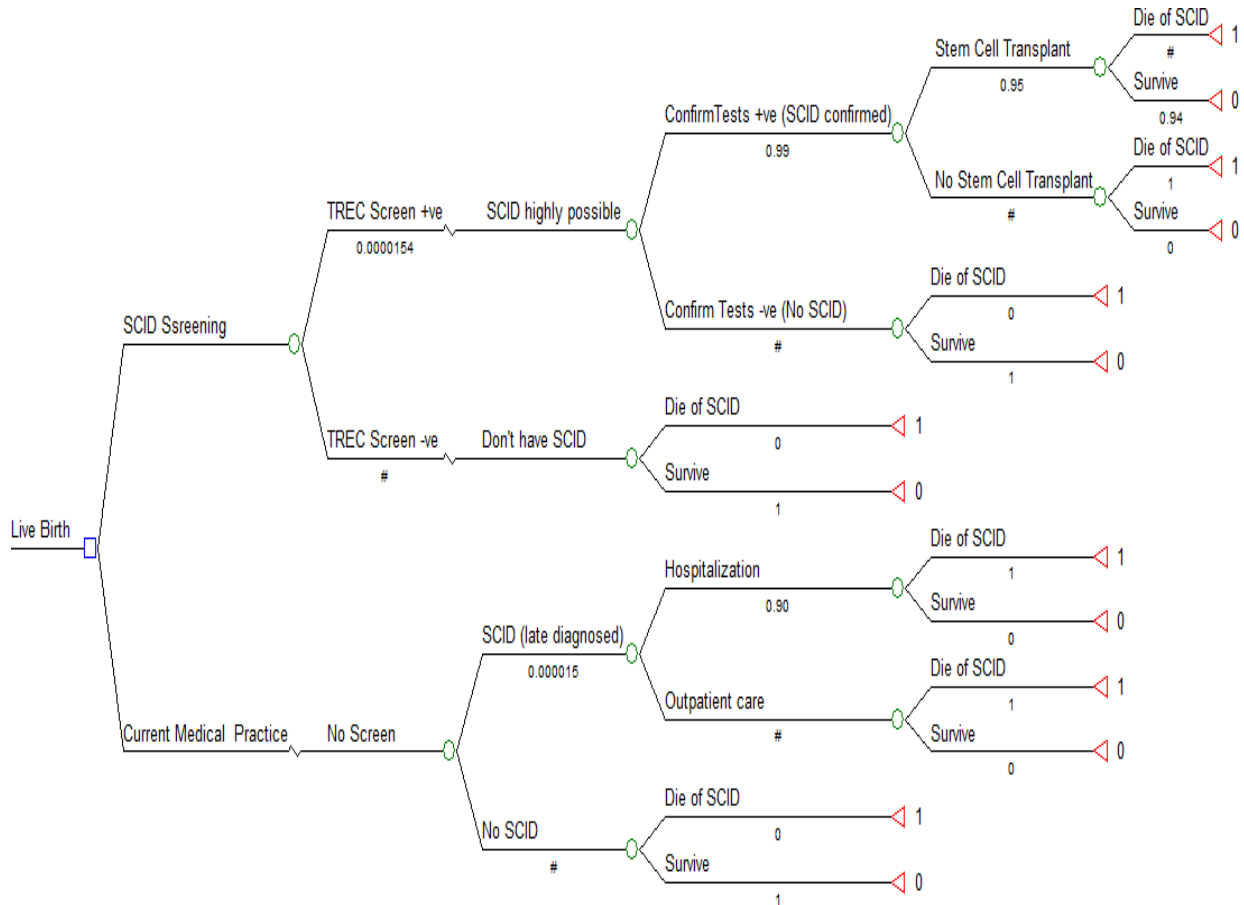 Die of SCID
1
#
Stem Cell Transplant
0.95
Survive
0
0.94
ConfirmTests +ve (SCID confirmed)
0.99
Die of SCID
1
1
No Stem Cell Transplant
#
Survive
0
0
TREC Screen +ve
0.0000154
SCID highly possible
Die of SCID
1
0
Confirm Tests -ve (No SCID)
#
Survive
0
1
SCID Ssreening
Die of SCID
1
0
TREC Screen -ve
#
Don't have SCID
Survive
0
1
Live Birth
Die of SCID
1
1
Hospitalization
0.90
Survive
0
0
SCID (late diagnosed)
0.000015
Die of SCID
1
1
Outpatient care
#
Survive
0
0
Current Medical Practice
No Screen
Die of SCID
1
0
No SCID
#
Survive
0
1